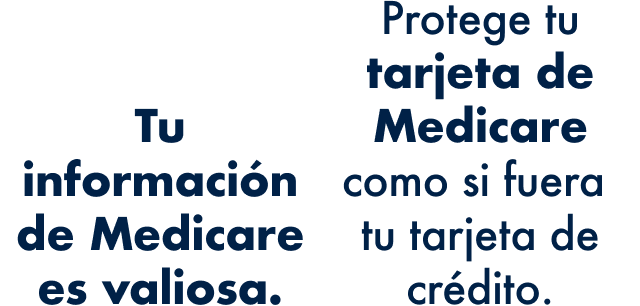 Tu
información
de Medicare
es valiosa.
Protege tu
tarjeta de
Medicare
como si fuera
tu tarjeta de
crédito.